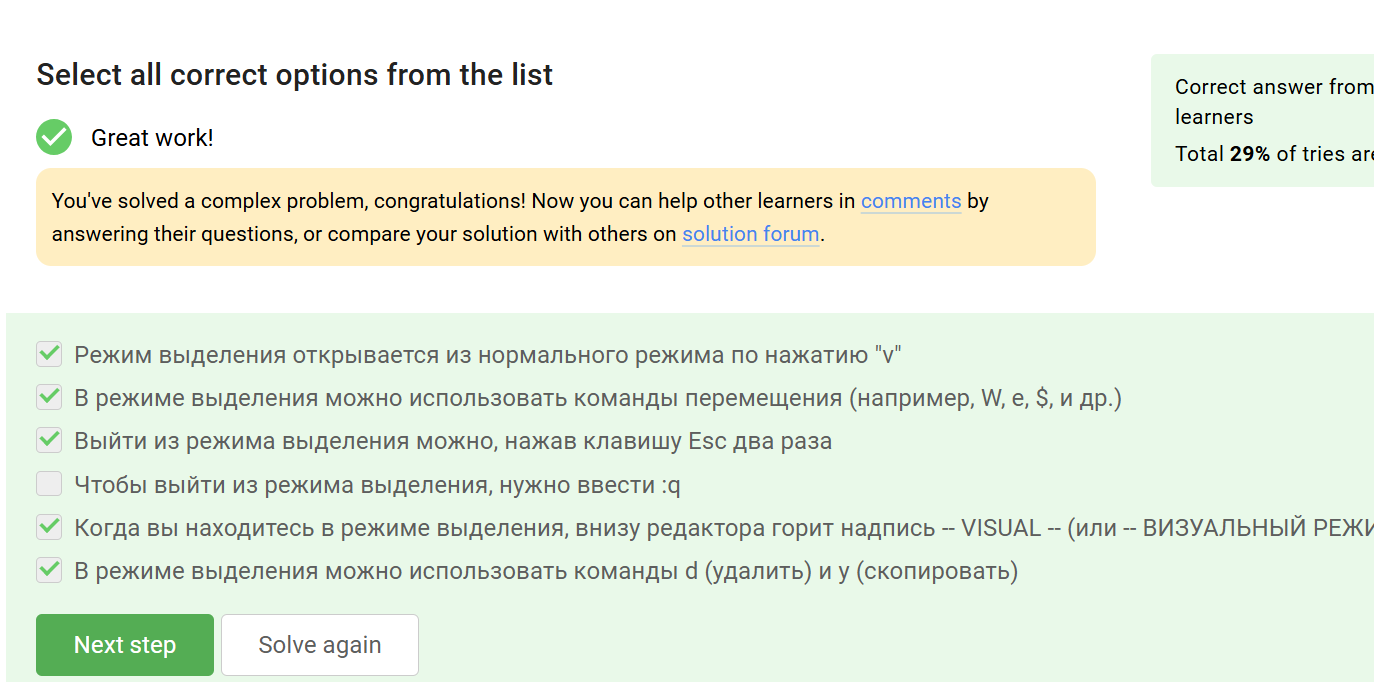 Select all correct options from the list
Correct answer from
learners
Total 29% of tries are
Great work!
You've solved a complex problem, congratulations! Now you can help other learners in comments by
answering their questions, or compare your solution with others on solution forum.
Режим выделения открывается из нормального режима по нажатию "v"
В режиме выделения можно использовать команды перемещения (например, W, e, $, и др.)
Выйти из режима выделения можно, нажав клавишу Esc два раза
Чтобы выйти из режима выделения, нужно ввести :q
Когда вы находитесь в режиме выделения, внизу редактора горит надпись -- VISUAL -- (или -- ВИЗУАЛЬНЫЙ
В режиме выделения можно использовать команды d (удалить) и y (скопировать)
Next step
Solve again